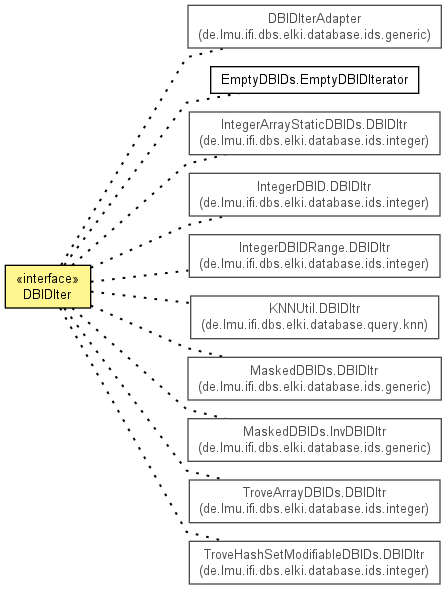 DBIDIterAdapter
(de.lmu.ifi.dbs.elki.database.ids.generic)
EmptyDBIDs.EmptyDBIDIterator
IntegerArrayStaticDBIDs.DBIDItr
(de.lmu.ifi.dbs.elki.database.ids.integer)
IntegerDBID.DBIDItr
(de.lmu.ifi.dbs.elki.database.ids.integer)
IntegerDBIDRange.DBIDItr
(de.lmu.ifi.dbs.elki.database.ids.integer)
«interface»
DBIDIter
KNNUtil.DBIDItr
(de.lmu.ifi.dbs.elki.database.query.knn)
MaskedDBIDs.DBIDItr
(de.lmu.ifi.dbs.elki.database.ids.generic)
MaskedDBIDs.InvDBIDItr
(de.lmu.ifi.dbs.elki.database.ids.generic)
TroveArrayDBIDs.DBIDItr
(de.lmu.ifi.dbs.elki.database.ids.integer)
TroveHashSetModifiableDBIDs.DBIDItr
(de.lmu.ifi.dbs.elki.database.ids.integer)